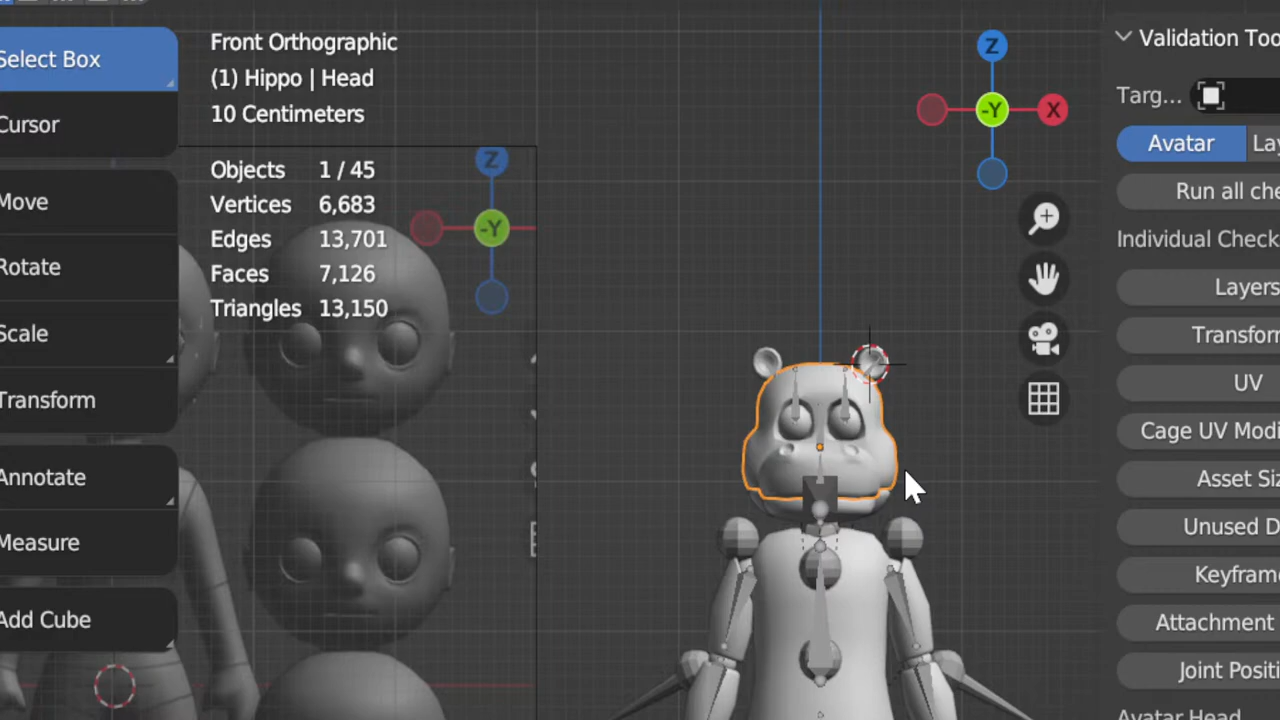 Select Box
Cursor
Move
Rotate
Scale
Transform
Annotate
Measure
Add Cube
Front Orthographic
(1) Hippo | Head
10 Centimeters
Objects 1 / 45
Vertices 6,683
Edges 13,701
Faces 7,126
Triangles 13,150
Z
-Y
Z
-Y
X
Validation Too
Targ...
Avatar La
Run all che
Individual Check
Layers
Transform
UV
Cage UV Modi
Asset Siz
Unused D
Keyframe
Attachment
Joint Positi
Avatar Head